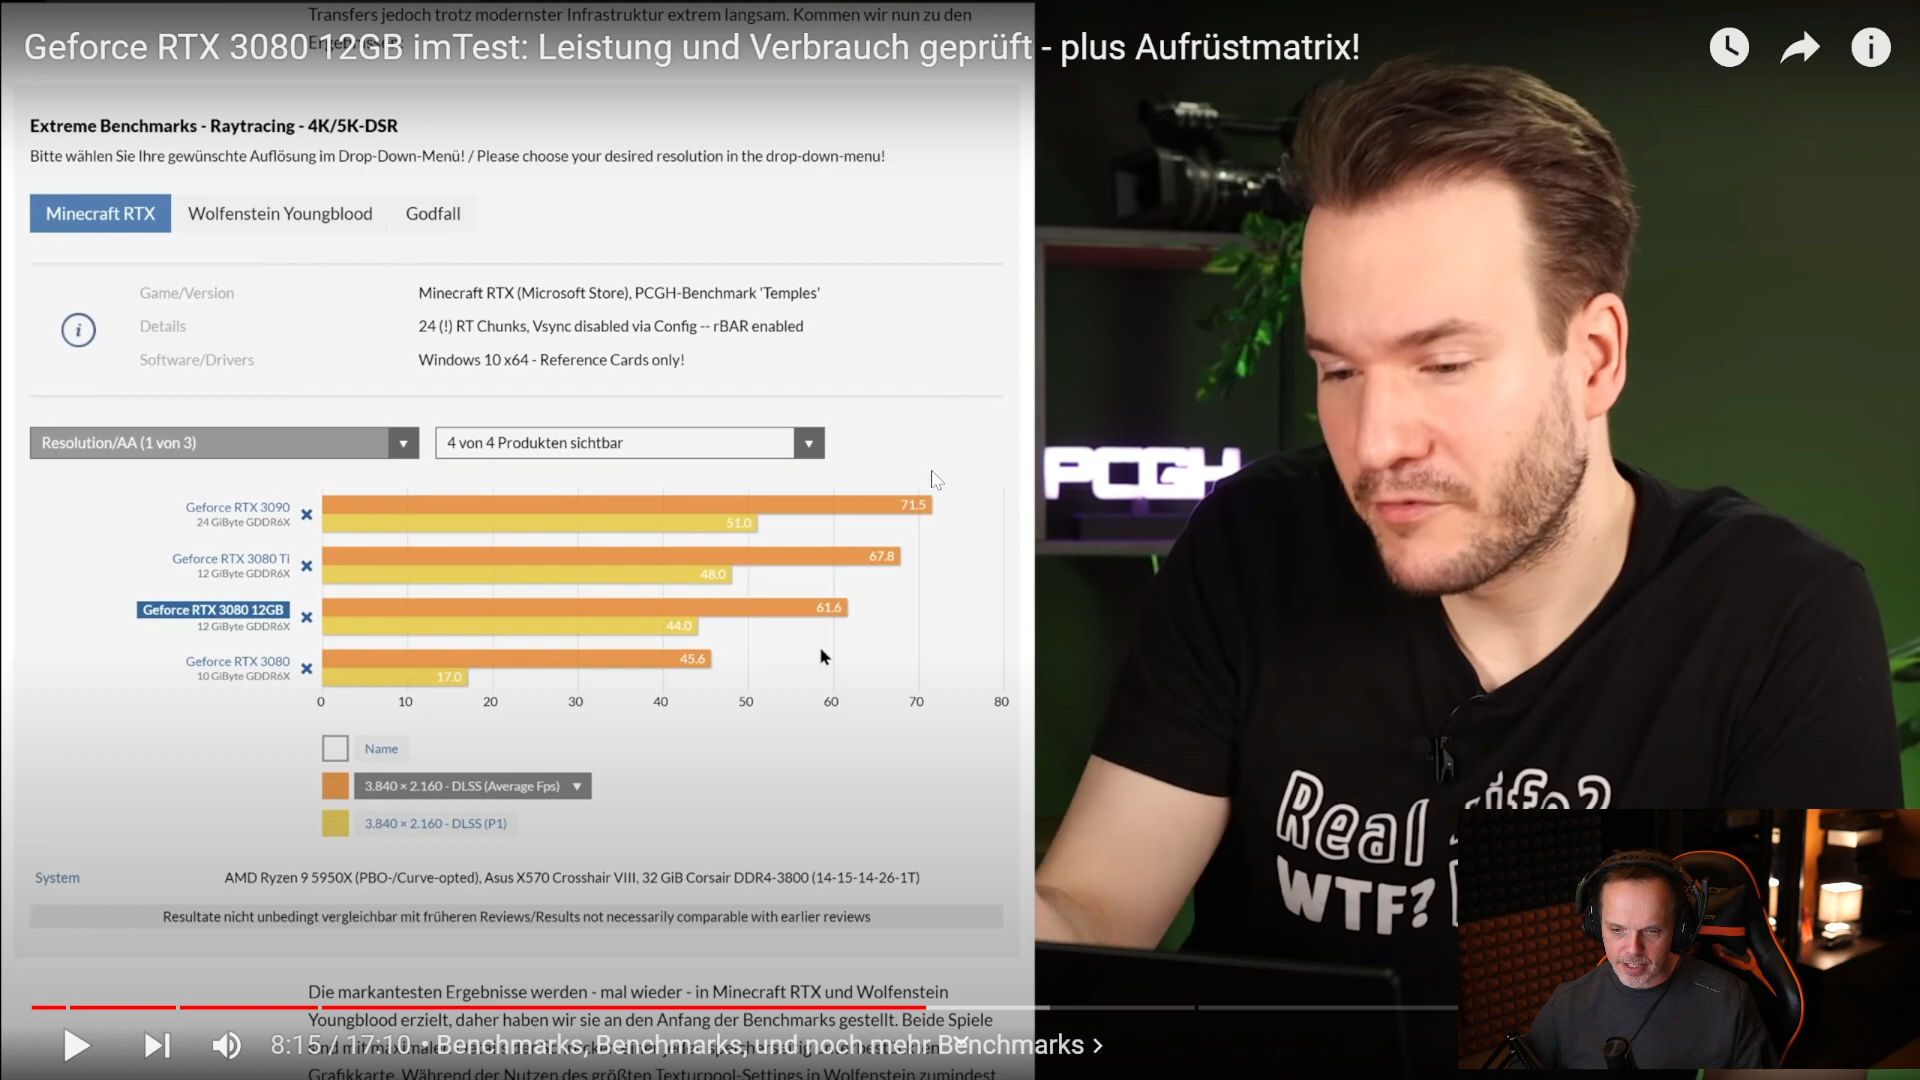 Transfers jedoch trotz modernster Infrastruktur extrem langsam. Kommen wir nun zu den
Geforce RTX 3080 12GB imTest: Leistung und Verbrauch geprüft - plus Aufrüstmatrix!
Extreme Benchmarks - Raytracing - 4K/5K-DSR
Bitte wählen Sie Ihre gewünschte Auflösung im Drop-Down-Menü! / Please choose your desired resolution in the drop-down-menu!
Minecraft RTX
Wolfenstein Youngblood
Godfall
Game/Version
Minecraft RTX (Microsoft Store), PCGH-Benchmark 'Temples'
Details
24 (!) RT Chunks, Vsync disabled via Config -- rBAR enabled
Software/Drivers
Windows 10 x64 - Reference Cards only!
Resolution/AA (1 von 3)
4 von 4 Produkten sichtbar
Geforce RTX 3090
24 GiByte GDDR6X
71.5
51.0
Geforce RTX 3080 Ti
12 GiByte GDDR6X
67.8
48.0
Geforce RTX 3080 12GB
12 GiByte GDDR6X
61.6
44.0
Geforce RTX 3080
10 GiByte GDDR6X
45.6
17.0
0 10 20 30 40 50 60 70 80
Name
3.840 × 2.160 - DLSS (Average Fps)
3.840 × 2.160 - DLSS (P1)
System
AMD Ryzen 9 5950X (PBO-/Curve-opted), Asus X570 Crosshair VIII, 32 GiB Corsair DDR4-3800 (14-15-14-26-1T)
Resultate nicht unbedingt vergleichbar mit früheren Reviews/Results not necessarily comparable with earlier reviews
Die markantesten Ergebnisse werden - mal wieder - in Minecraft RTX und Wolfenstein
Youngblood erzielt, daher haben wir sie an den Anfang der Benchmarks gestellt. Beide Spiele
8:15 / 17:10 • Benchmarks, Benchmarks, und noch mehr Benchmarks
Grafikkarte. Während der Nutzen des größten Texturpool-Settings in Wolfenstein zumindest
PCGH
Real
WTF?